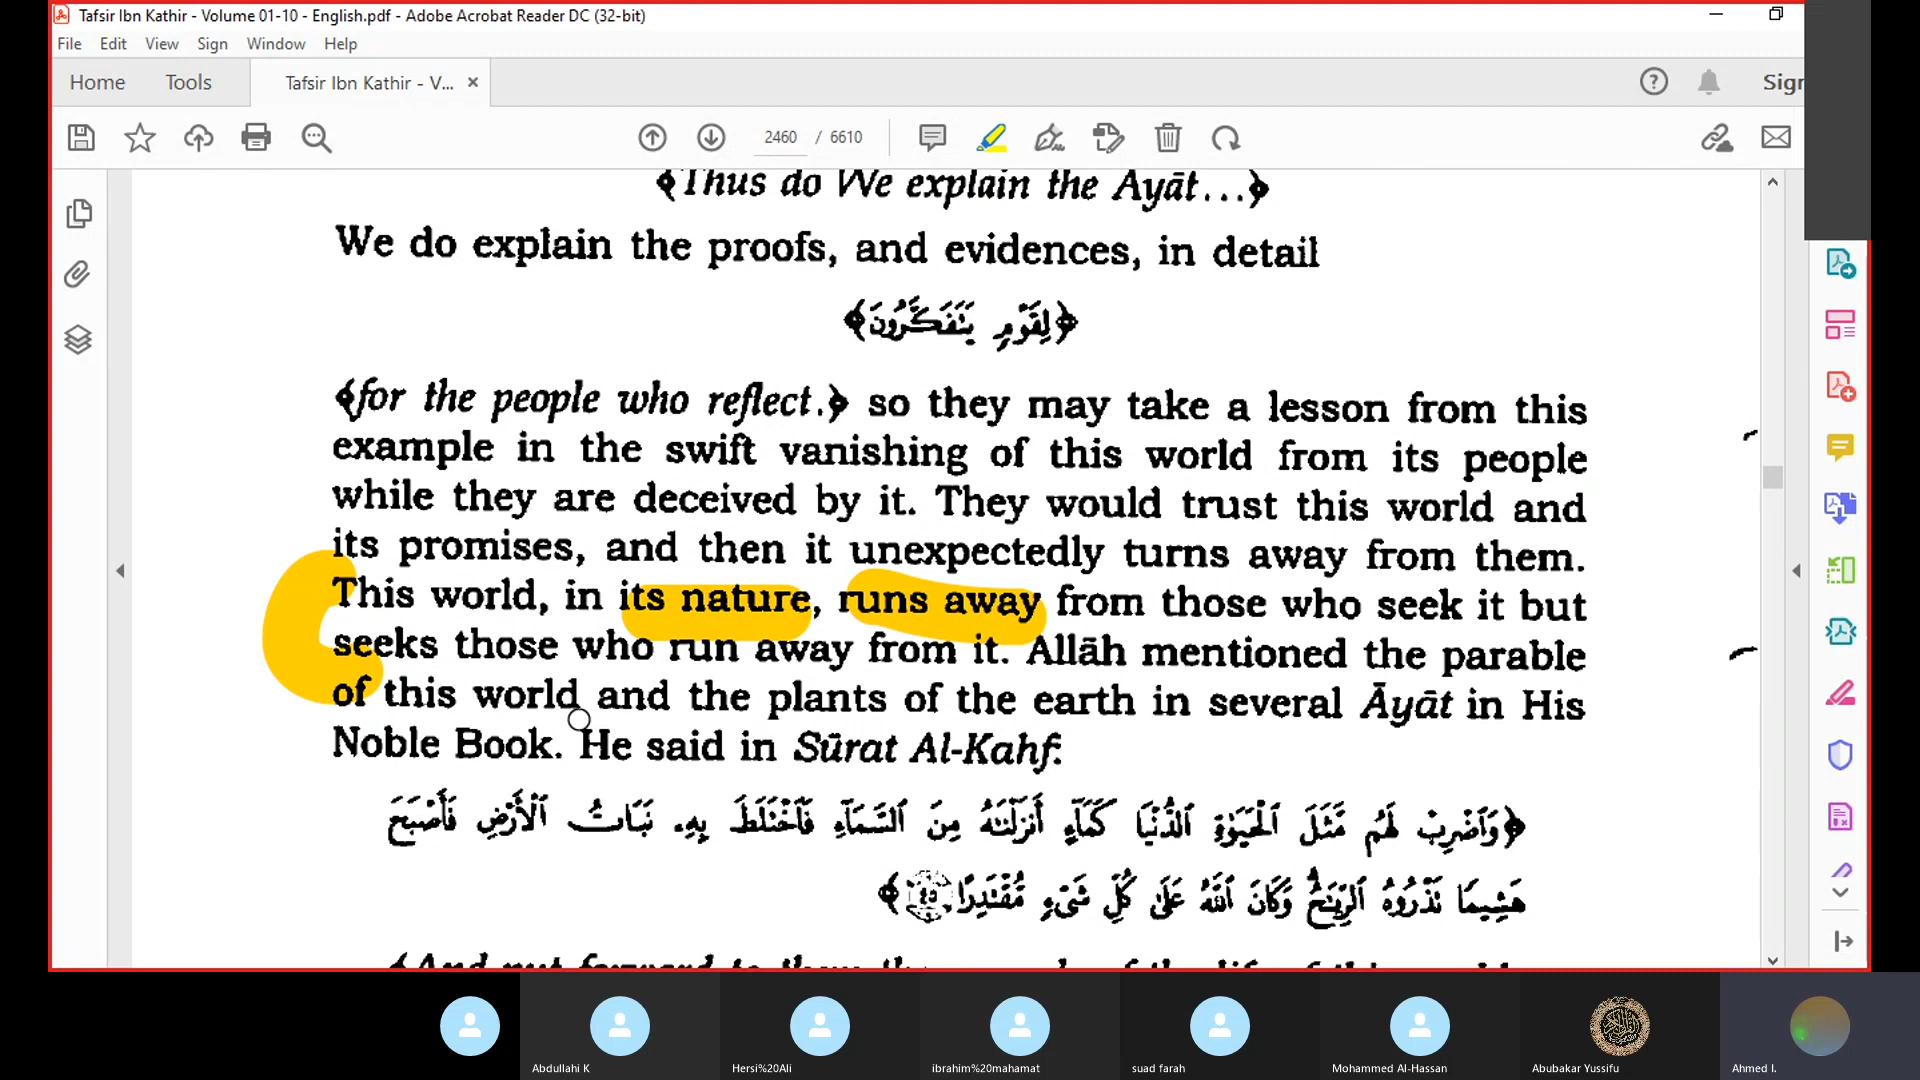 Tafsir Ibn Kathir - Volume 01-10 - English.pdf - Adobe Acrobat Reader DC (32-bit)
File Edit View Sign Window Help
Home Tools Tafsir Ibn Kathir - V... × ? Sign
2460 / 6610
﴾Thus do We explain the Āyāt...﴿
We do explain the proofs, and evidences, in detail
﴿لِقَوْمٍ يَتَفَكَّرُونَ﴾
﴾for the people who reflect.﴿ so they may take a lesson from this
example in the swift vanishing of this world from its people
while they are deceived by it. They would trust this world and
its promises, and then it unexpectedly turns away from them.
This world, in its nature, runs away from those who seek it but
seeks those who run away from it. Allāh mentioned the parable
of this world and the plants of the earth in several Āyāt in His
Noble Book. He said in Sūrat Al-Kahf:
﴿وَٱضْرِبْ لَهُم مَّثَلَ ٱلْحَيَوٰةِ ٱلدُّنْيَا كَمَآءٍ أَنزَلْنَٰهُ مِنَ ٱلسَّمَآءِ فَٱخْتَلَطَ بِهِۦ نَبَاتُ ٱلْأَرْضِ فَأَصْبَحَ
هَشِيمًا تَذْرُوهُ ٱلرِّيَٰحُ وَكَانَ ٱللَّهُ عَلَىٰ كُلِّ شَىْءٍ مُّقْتَدِرًا ٤٥﴾
Abdullahi K
Hersi%20Ali
ibrahim%20mahamat
suad farah
Mohammed Al-Hassan
Abubakar Yussifu
Ahmed I.